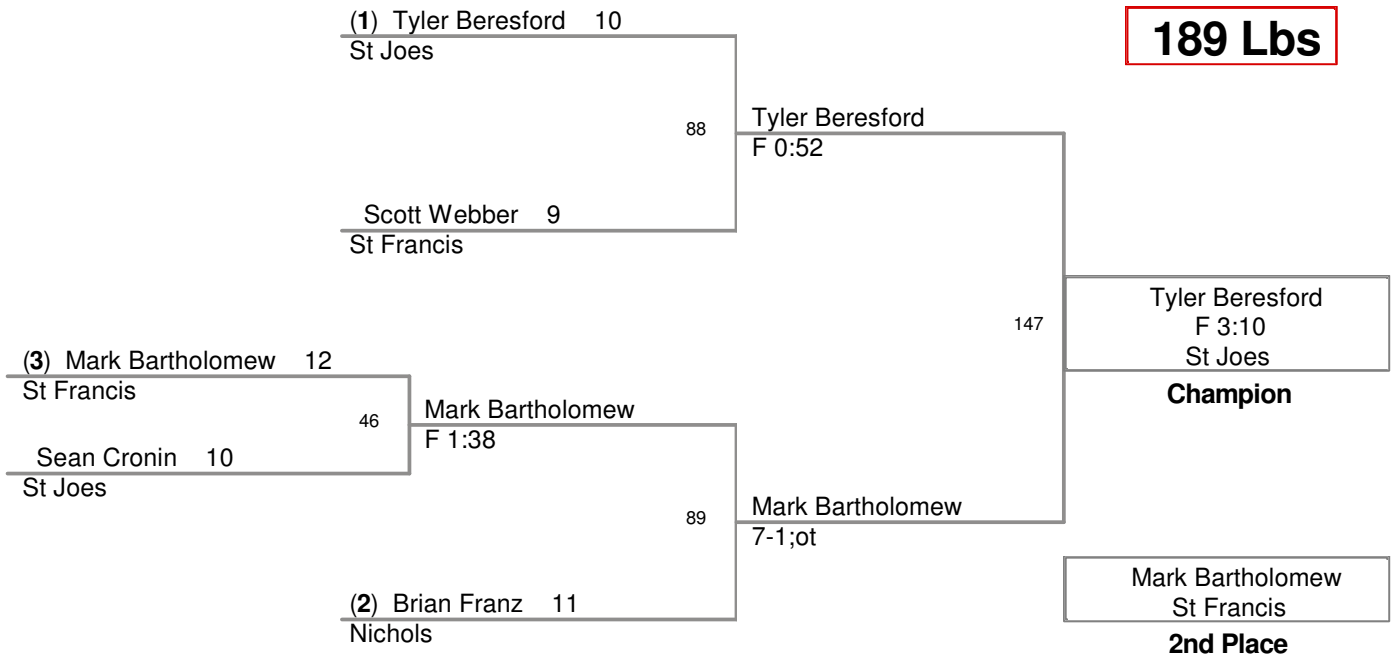 (1) Tyler Beresford 10
St Joes
189 Lbs
88
Tyler Beresford
F 0:52
Scott Webber 9
St Francis
147
Tyler Beresford
F 3:10
St Joes
Champion
(3) Mark Bartholomew 12
St Francis
46
Mark Bartholomew
F 1:38
Sean Cronin 10
St Joes
89
Mark Bartholomew
7-1;ot
(2) Brian Franz 11
Nichols
Mark Bartholomew
St Francis
2nd Place